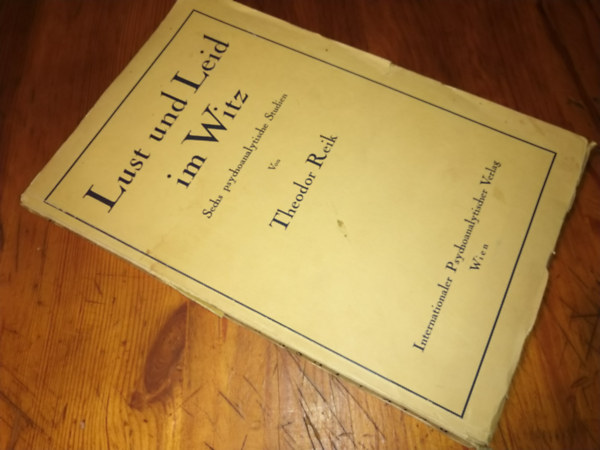 Lust und Leid
im Witz
Sechs psychoanalytische Studien
Von
Theodor Reik
Internationaler Psychoanalytischer Verlag
Wien